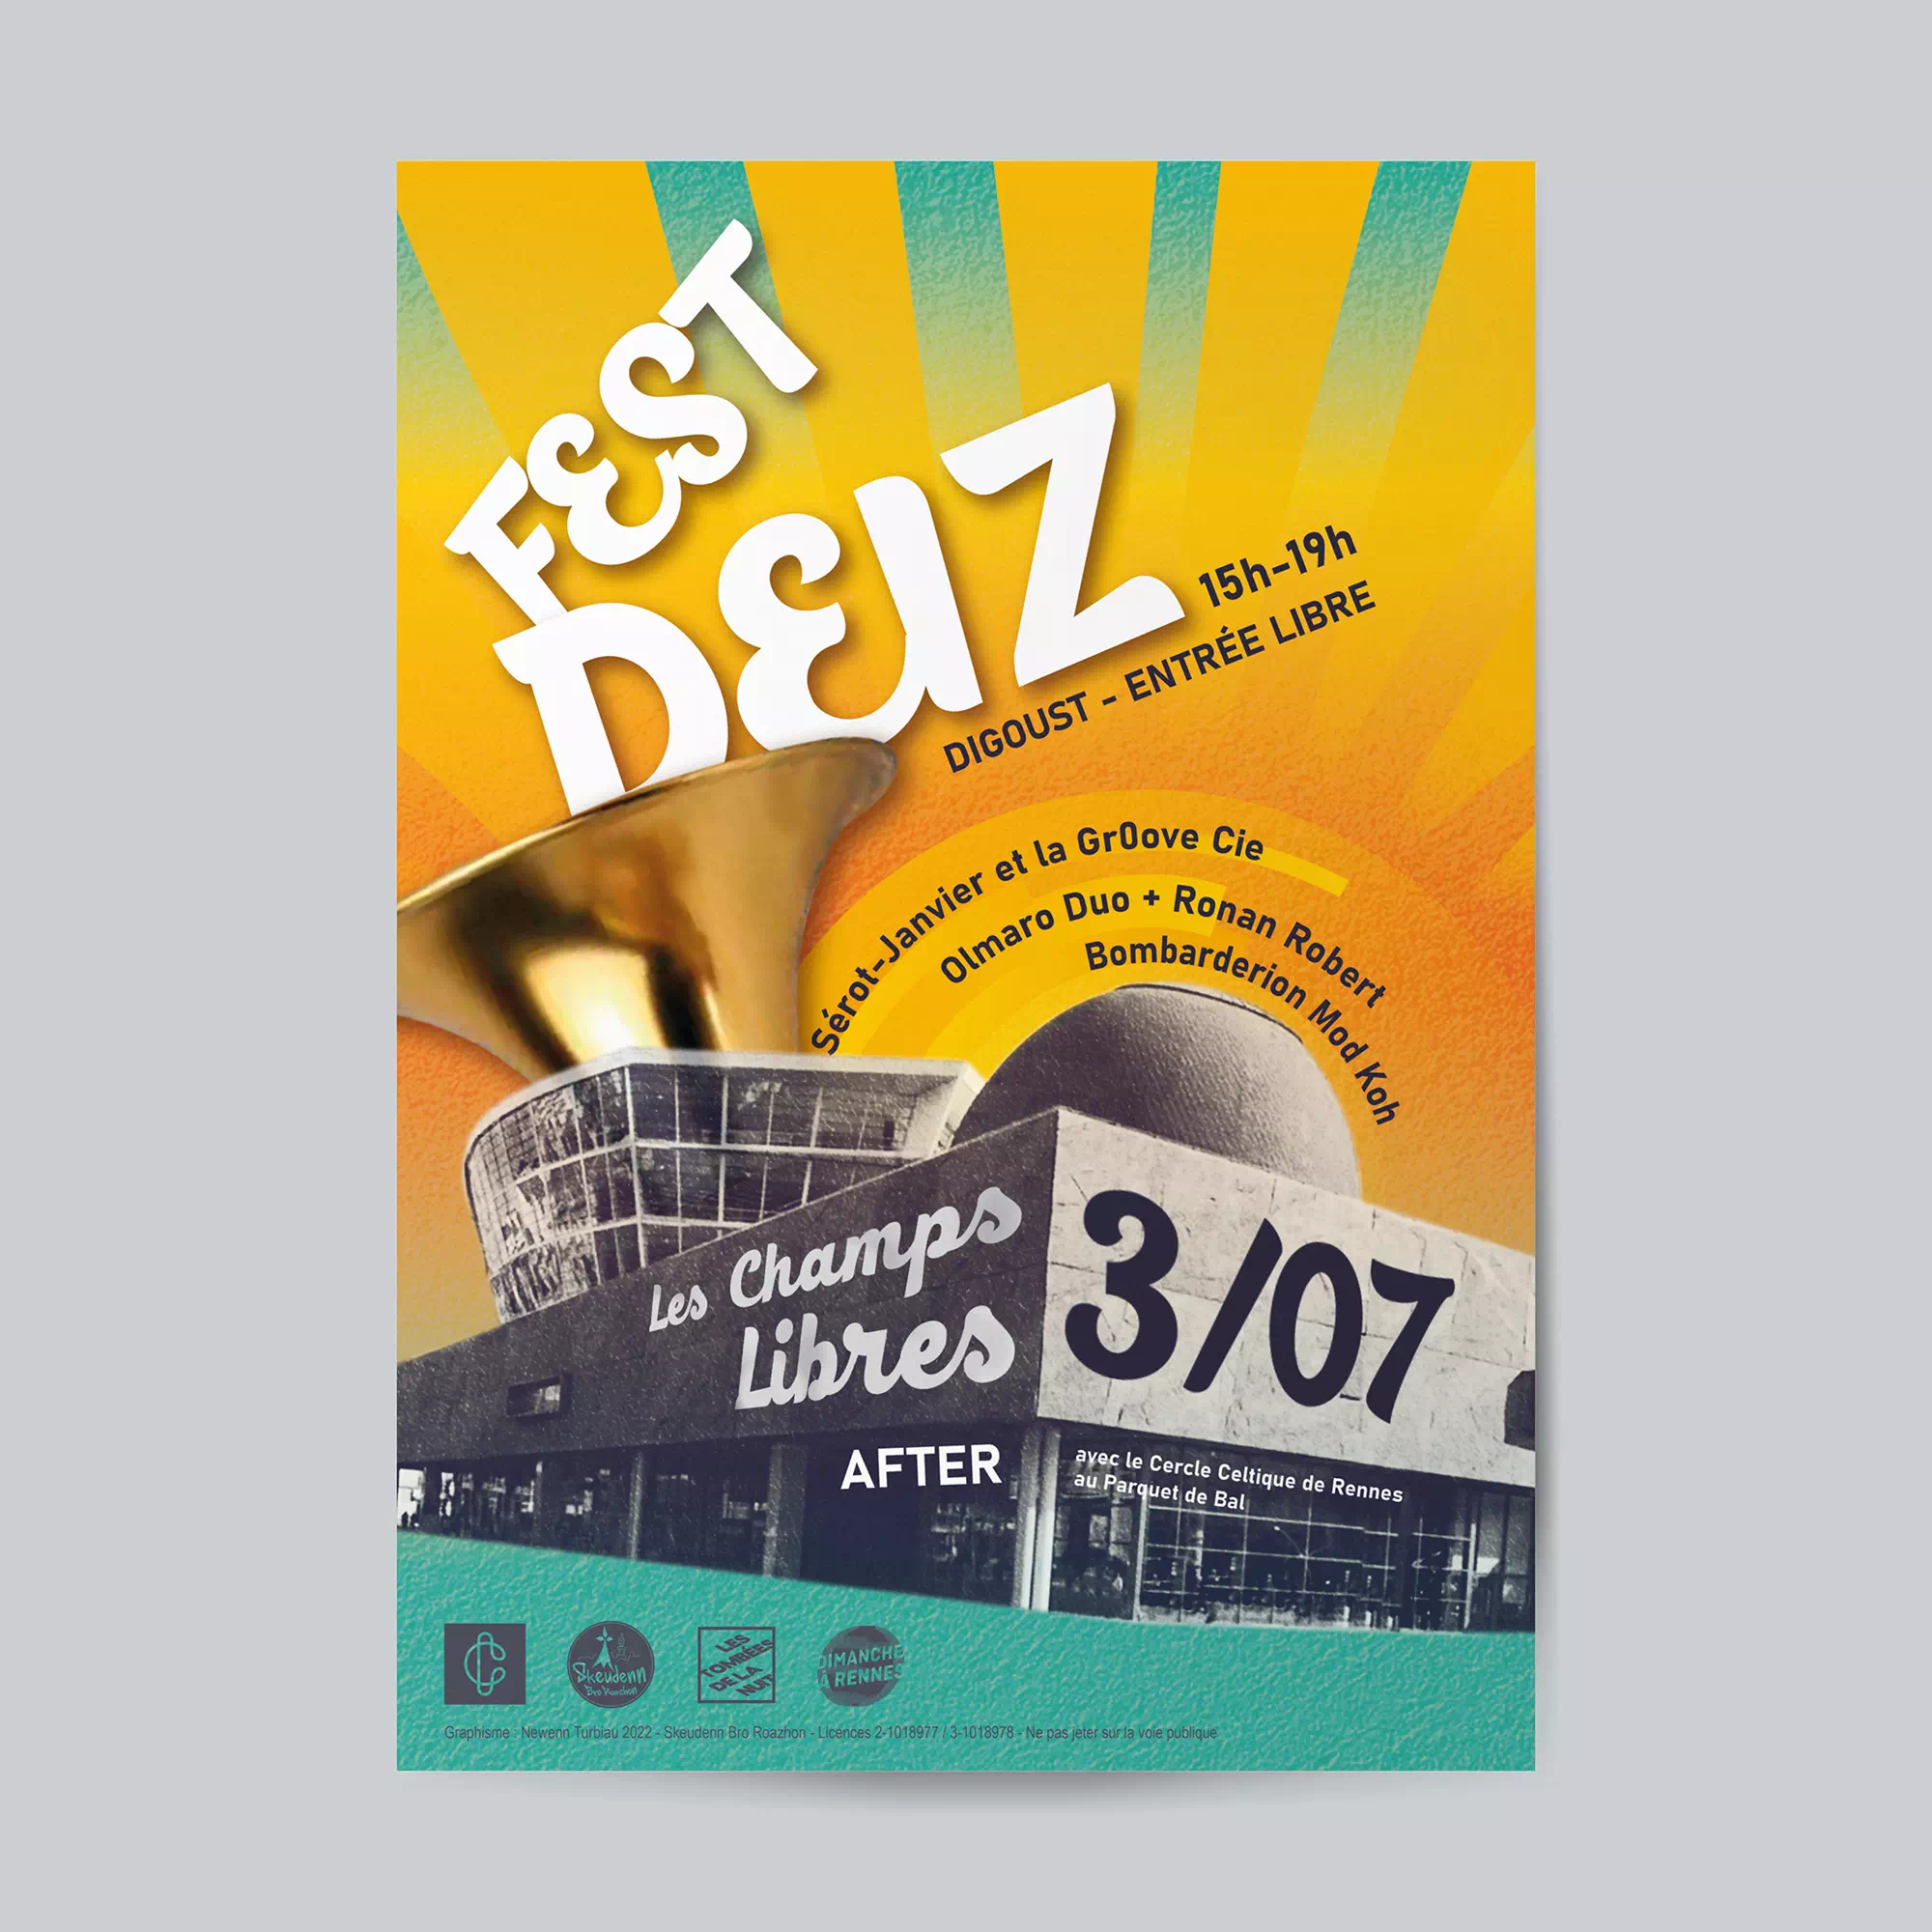 FEST
DEIZ
15h-19h
DIGOUST - ENTRÉE LIBRE
Sérot-Janvier et la Gr0ove Cie
Olmaro Duo + Ronan Robert
Bombarderion Mod Koh
Les Champs
Libres
3/07
AFTER
avec le Cercle Celtique de Rennes
au Parquet de Bal
Skeudenn
Bro Roazhon
LES
TOMBÉES
DE LA
NUIT
DIMANCHE
À RENNES
Graphisme : Newenn Turbiau 2022 - Skeudenn Bro Roazhon - Licences 2-1018977 / 3-1018978 - Ne pas jeter sur la voie publique